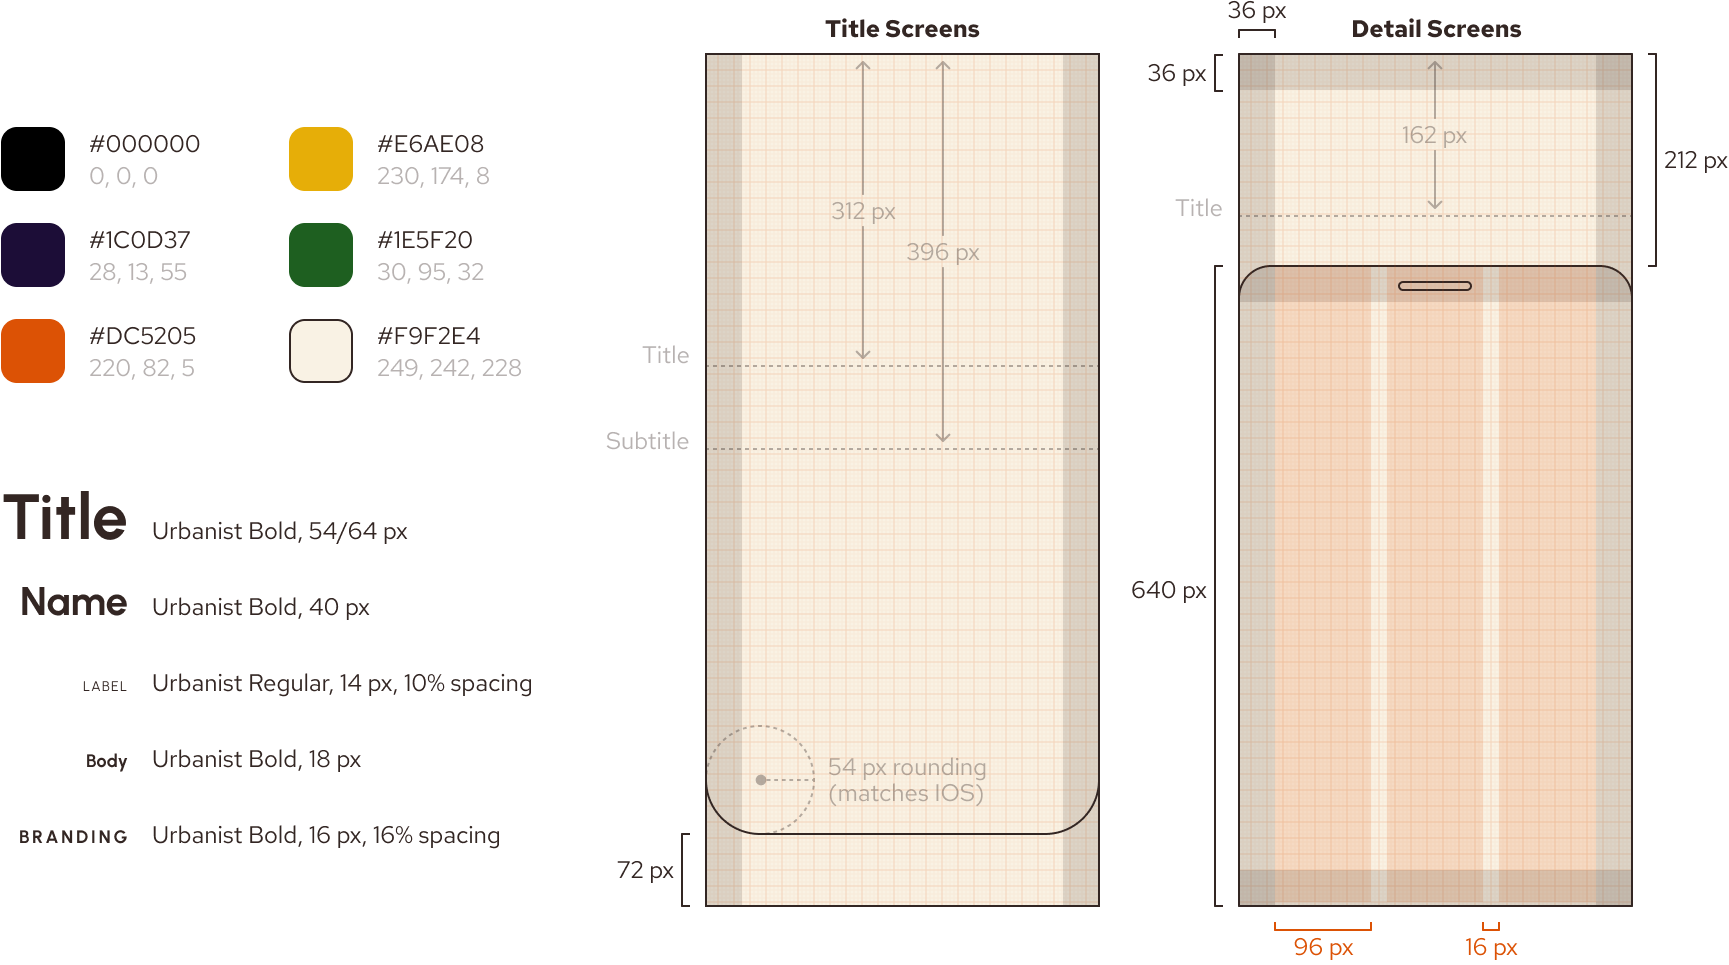 #000000
0, 0, 0
#E6AE08
230, 174, 8
#1C0D37
28, 13, 55
#1E5F20
30, 95, 32
#DC5205
220, 82, 5
#F9F2E4
249, 242, 228
Title
Urbanist Bold, 54/64 px
Name
Urbanist Bold, 40 px
LABEL
Urbanist Regular, 14 px, 10% spacing
Body
Urbanist Bold, 18 px
BRANDING
Urbanist Bold, 16 px, 16% spacing
Title Screens
312 px
396 px
Title
Subtitle
54 px rounding
(matches IOS)
72 px
36 px
Detail Screens
36 px
162 px
212 px
Title
640 px
96 px
16 px